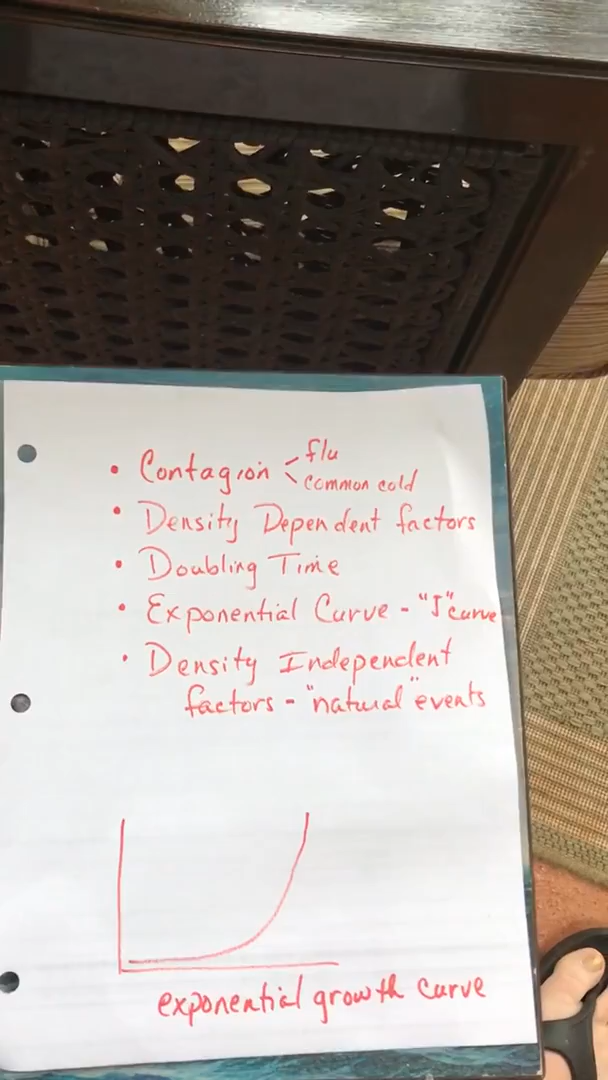 • Contagion < flu
common cold
• Density Dependent factors
• Doubling Time
• Exponential Curve - "J" curve
• Density Independent
factors - "natural" events
exponential growth curve